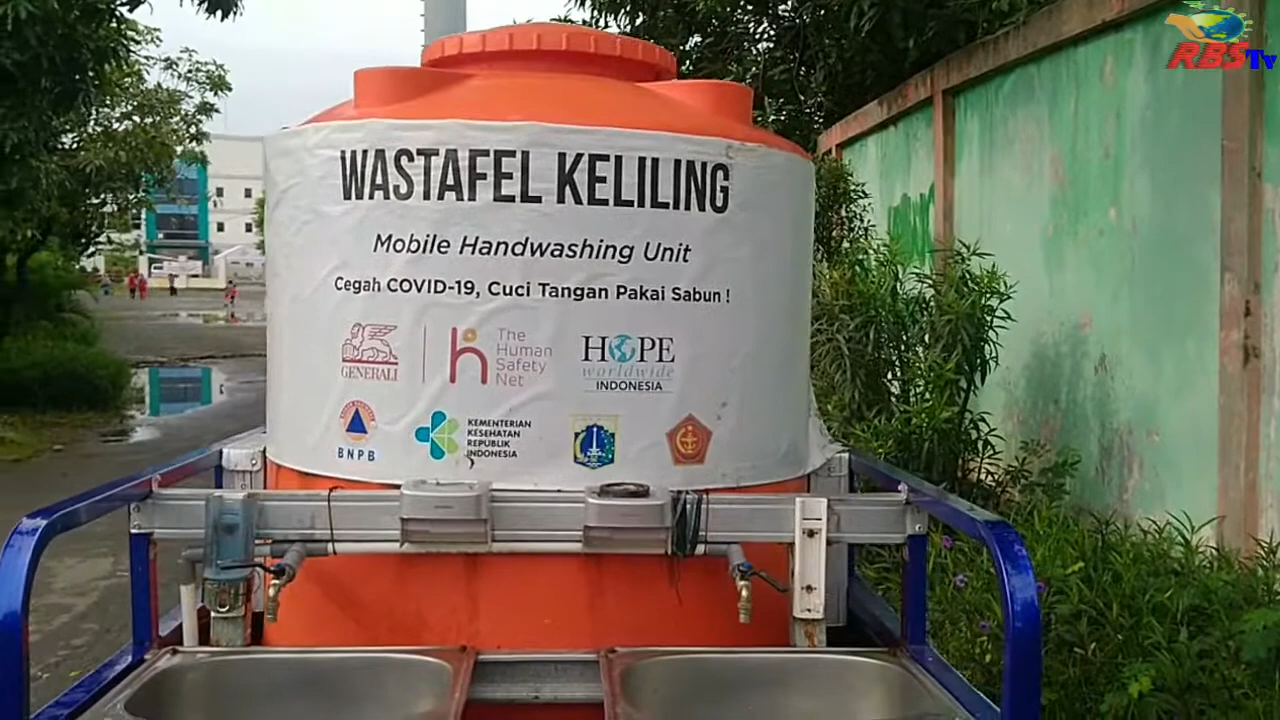 RBS Tv
WASTAFEL KELILING
Mobile Handwashing Unit
Cegah COVID-19, Cuci Tangan Pakai Sabun !
GENERALI
The
Human
Safety
Net
HOPE
worldwide
INDONESIA
BNPB
KEMENTERIAN
KESEHATAN
REPUBLIK
INDONESIA